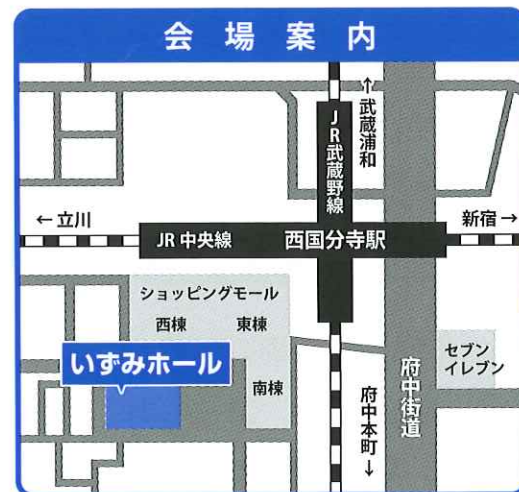 会場案内
↑武蔵浦和
JR武蔵野線
←立川
新宿→
JR中央線
西国分寺駅
ショッピングモール
西棟
東棟
いずみホール
南棟
セブン
イレブン
府中街道
府中本町↓